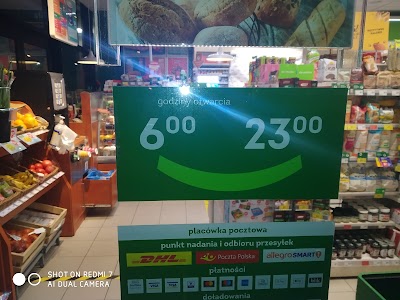 godziny otwarcia
6⁰⁰ 23⁰⁰
placówka pocztowa
punkt nadania i odbioru przesyłek
DHL Poczta Polska allegro SMART!
płatności
doładowania
SHOT ON REDMI 7
AI DUAL CAMERA